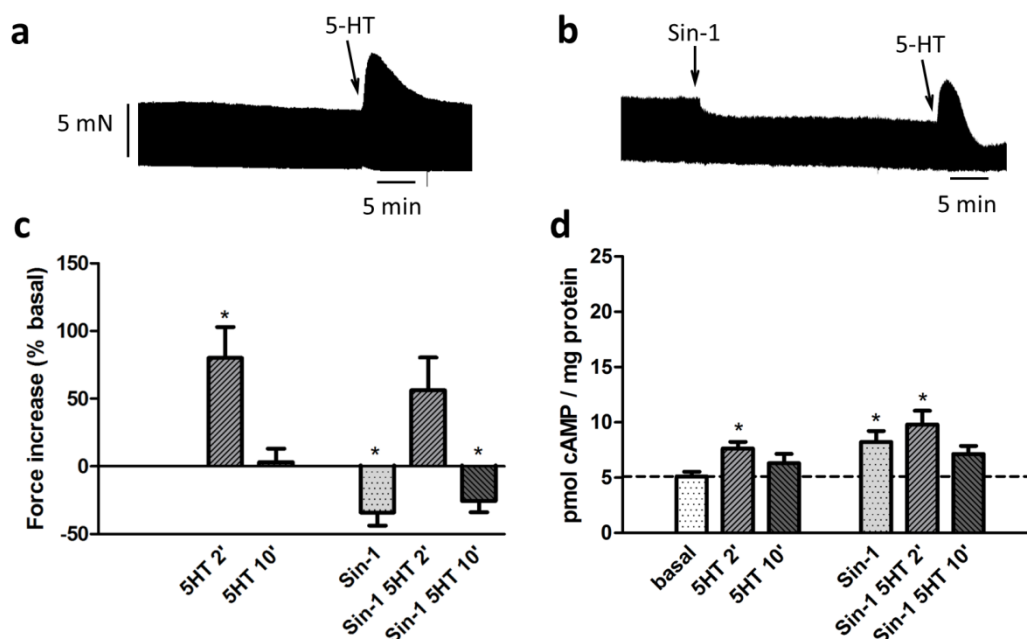 a
5-HT
5 mN
5 min
b
Sin-1
5-HT
5 min
c
Force increase (% basal)
150
100
50
0
-50
*
*
*
5HT 2'
5HT 10'
Sin-1
Sin-1 5HT 2'
Sin-1 5HT 10'
d
pmol cAMP / mg protein
25
20
15
10
5
0
*
*
*
basal
5HT 2'
5HT 10'
Sin-1
Sin-1 5HT 2'
Sin-1 5HT 10'